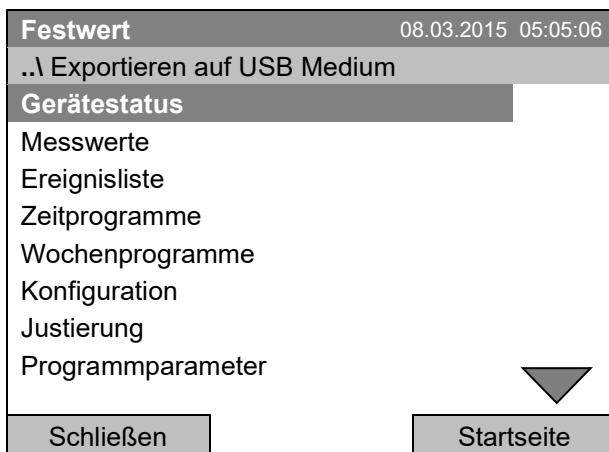 Festwert 08.03.2015 05:05:06
..\ Exportieren auf USB Medium
Gerätestatus
Messwerte
Ereignisliste
Zeitprogramme
Wochenprogramme
Konfiguration
Justierung
Programmparameter
Schließen Startseite